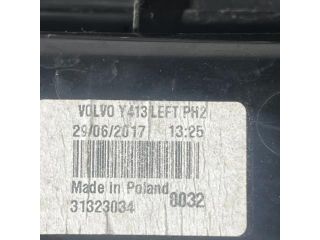 VOLVO Y413 LEFT PH2
29/06/2017 13:25
Made in Poland
31323034 8032